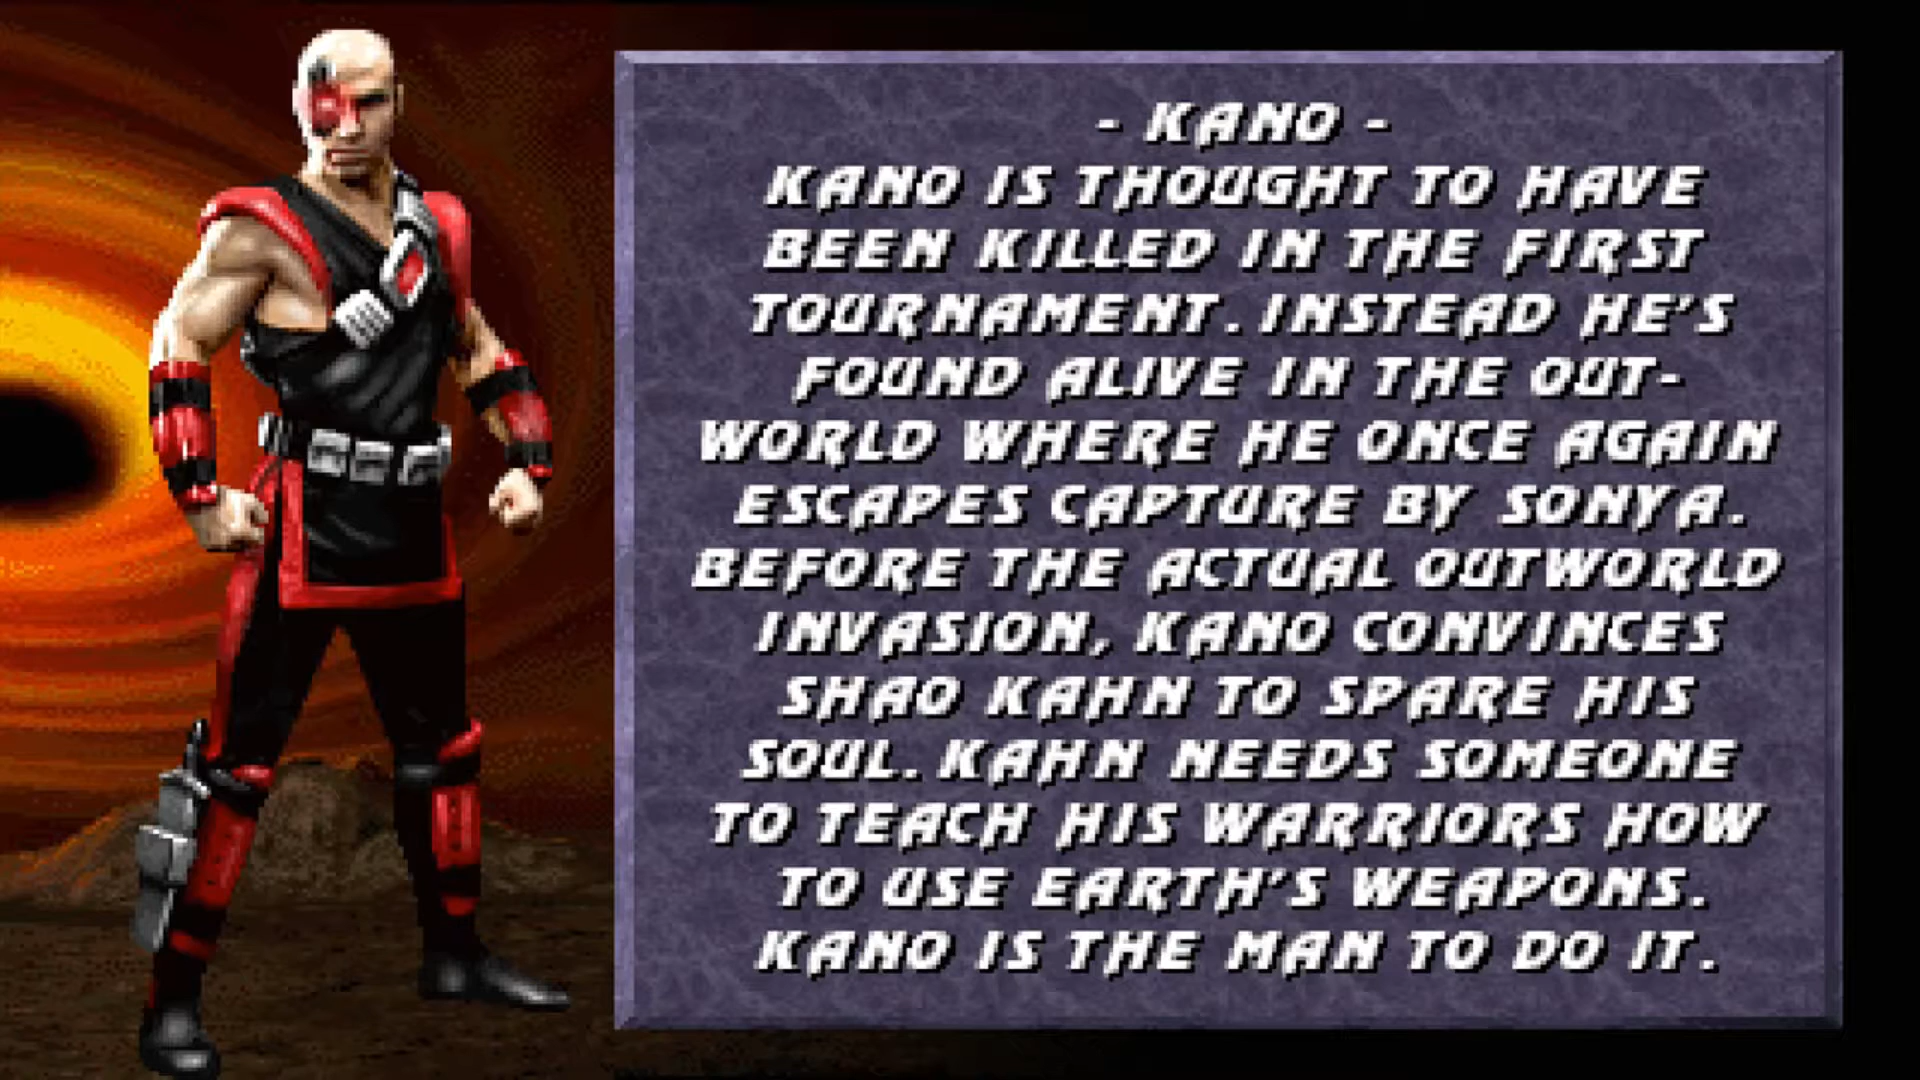 - KANO -
KANO IS THOUGHT TO HAVE
BEEN KILLED IN THE FIRST
TOURNAMENT. INSTEAD HE'S
FOUND ALIVE IN THE OUT-
WORLD WHERE HE ONCE AGAIN
ESCAPES CAPTURE BY SONYA.
BEFORE THE ACTUAL OUTWORLD
INVASION, KANO CONVINCES
SHAO KAHN TO SPARE HIS
SOUL. KAHN NEEDS SOMEONE
TO TEACH HIS WARRIORS HOW
TO USE EARTH'S WEAPONS.
KANO IS THE MAN TO DO IT.